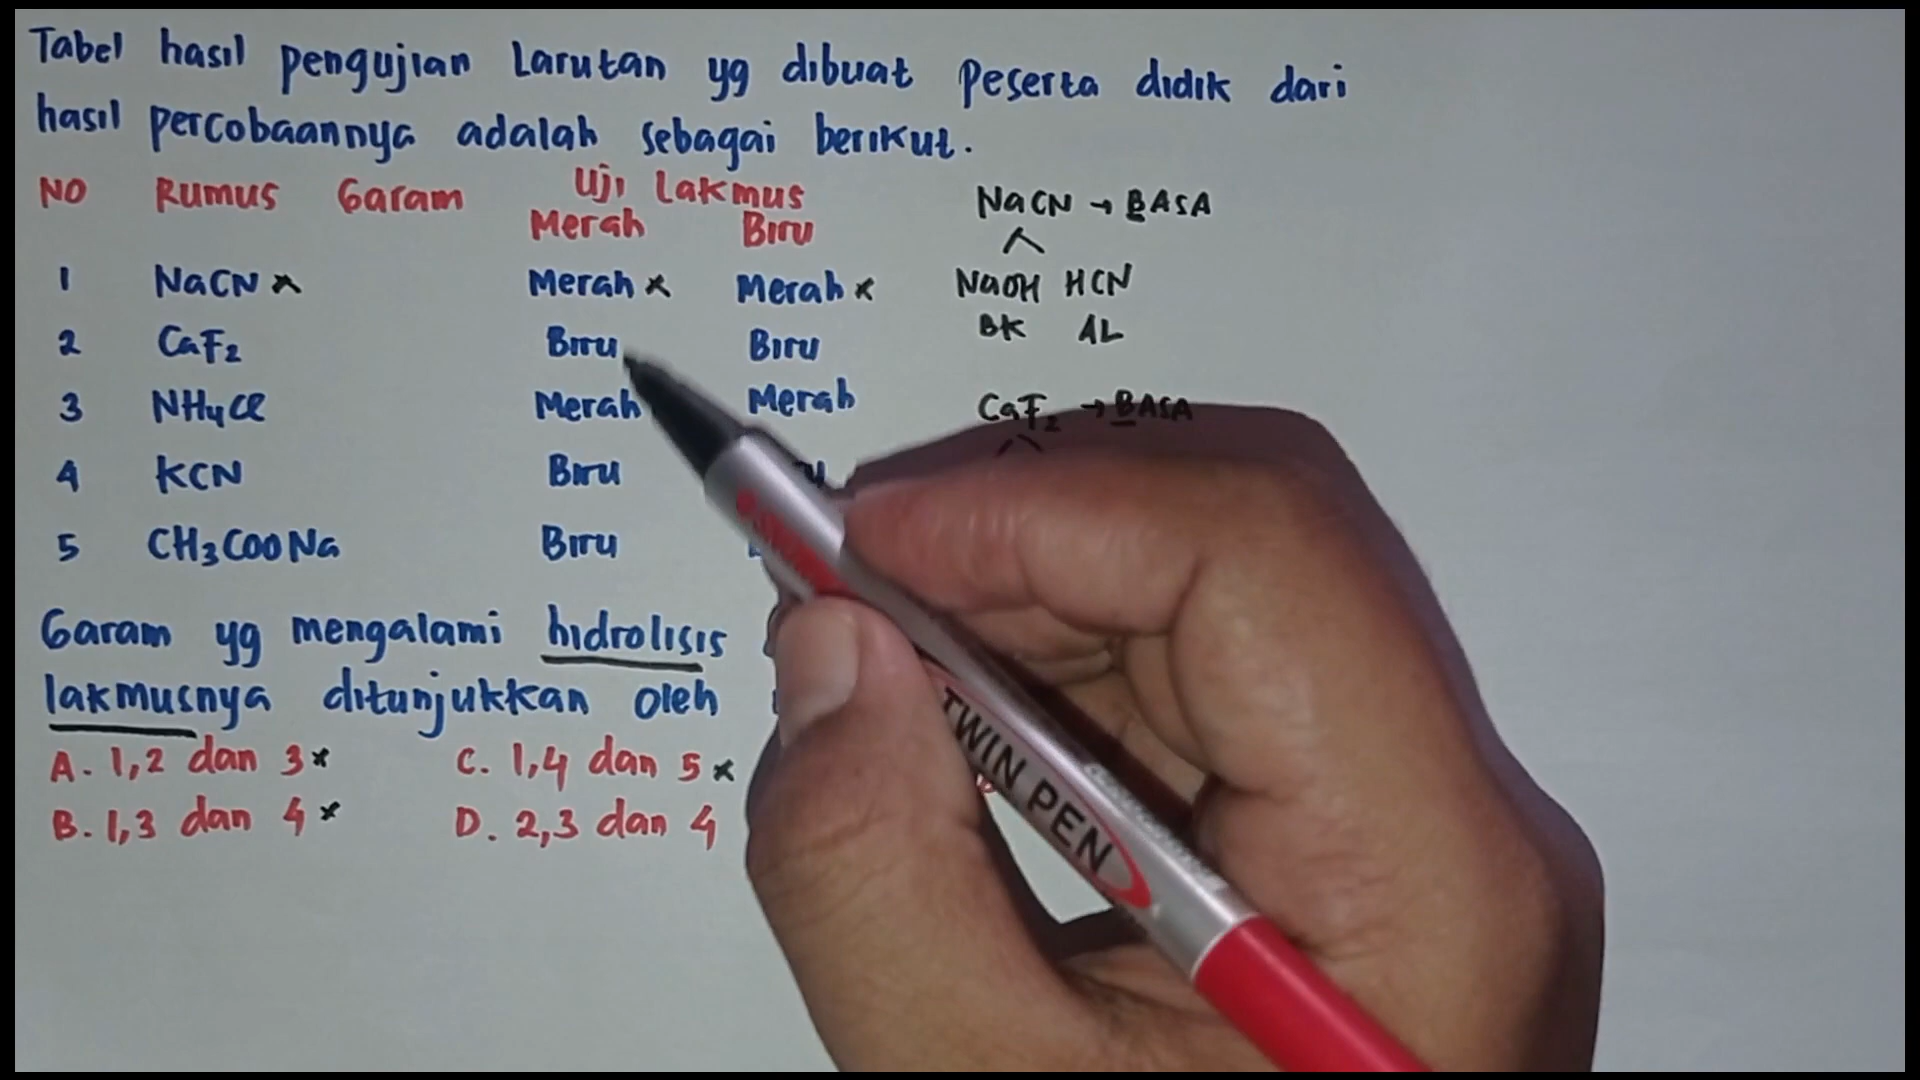 Tabel hasil pengujian Larutan yg dibuat Peserta didik dari
hasil percobaannya adalah sebagai berikut.
NO Rumus Garam Uji Lakmus
Merah Biru
1 NaCN x Merah x Merah x
2 CaF2 Biru Biru
3 NH4Cl Merah Merah
4 KCN Biru
5 CH3COONa Biru
NaCN → BASA
NaOH HCN
BK AL
CaF2 → BASA
Garam yg mengalami hidrolisis
lakmusnya ditunjukkan oleh
A. 1,2 dan 3 x C. 1,4 dan 5 x
B. 1,3 dan 4 x D. 2,3 dan 4
TWIN PEN